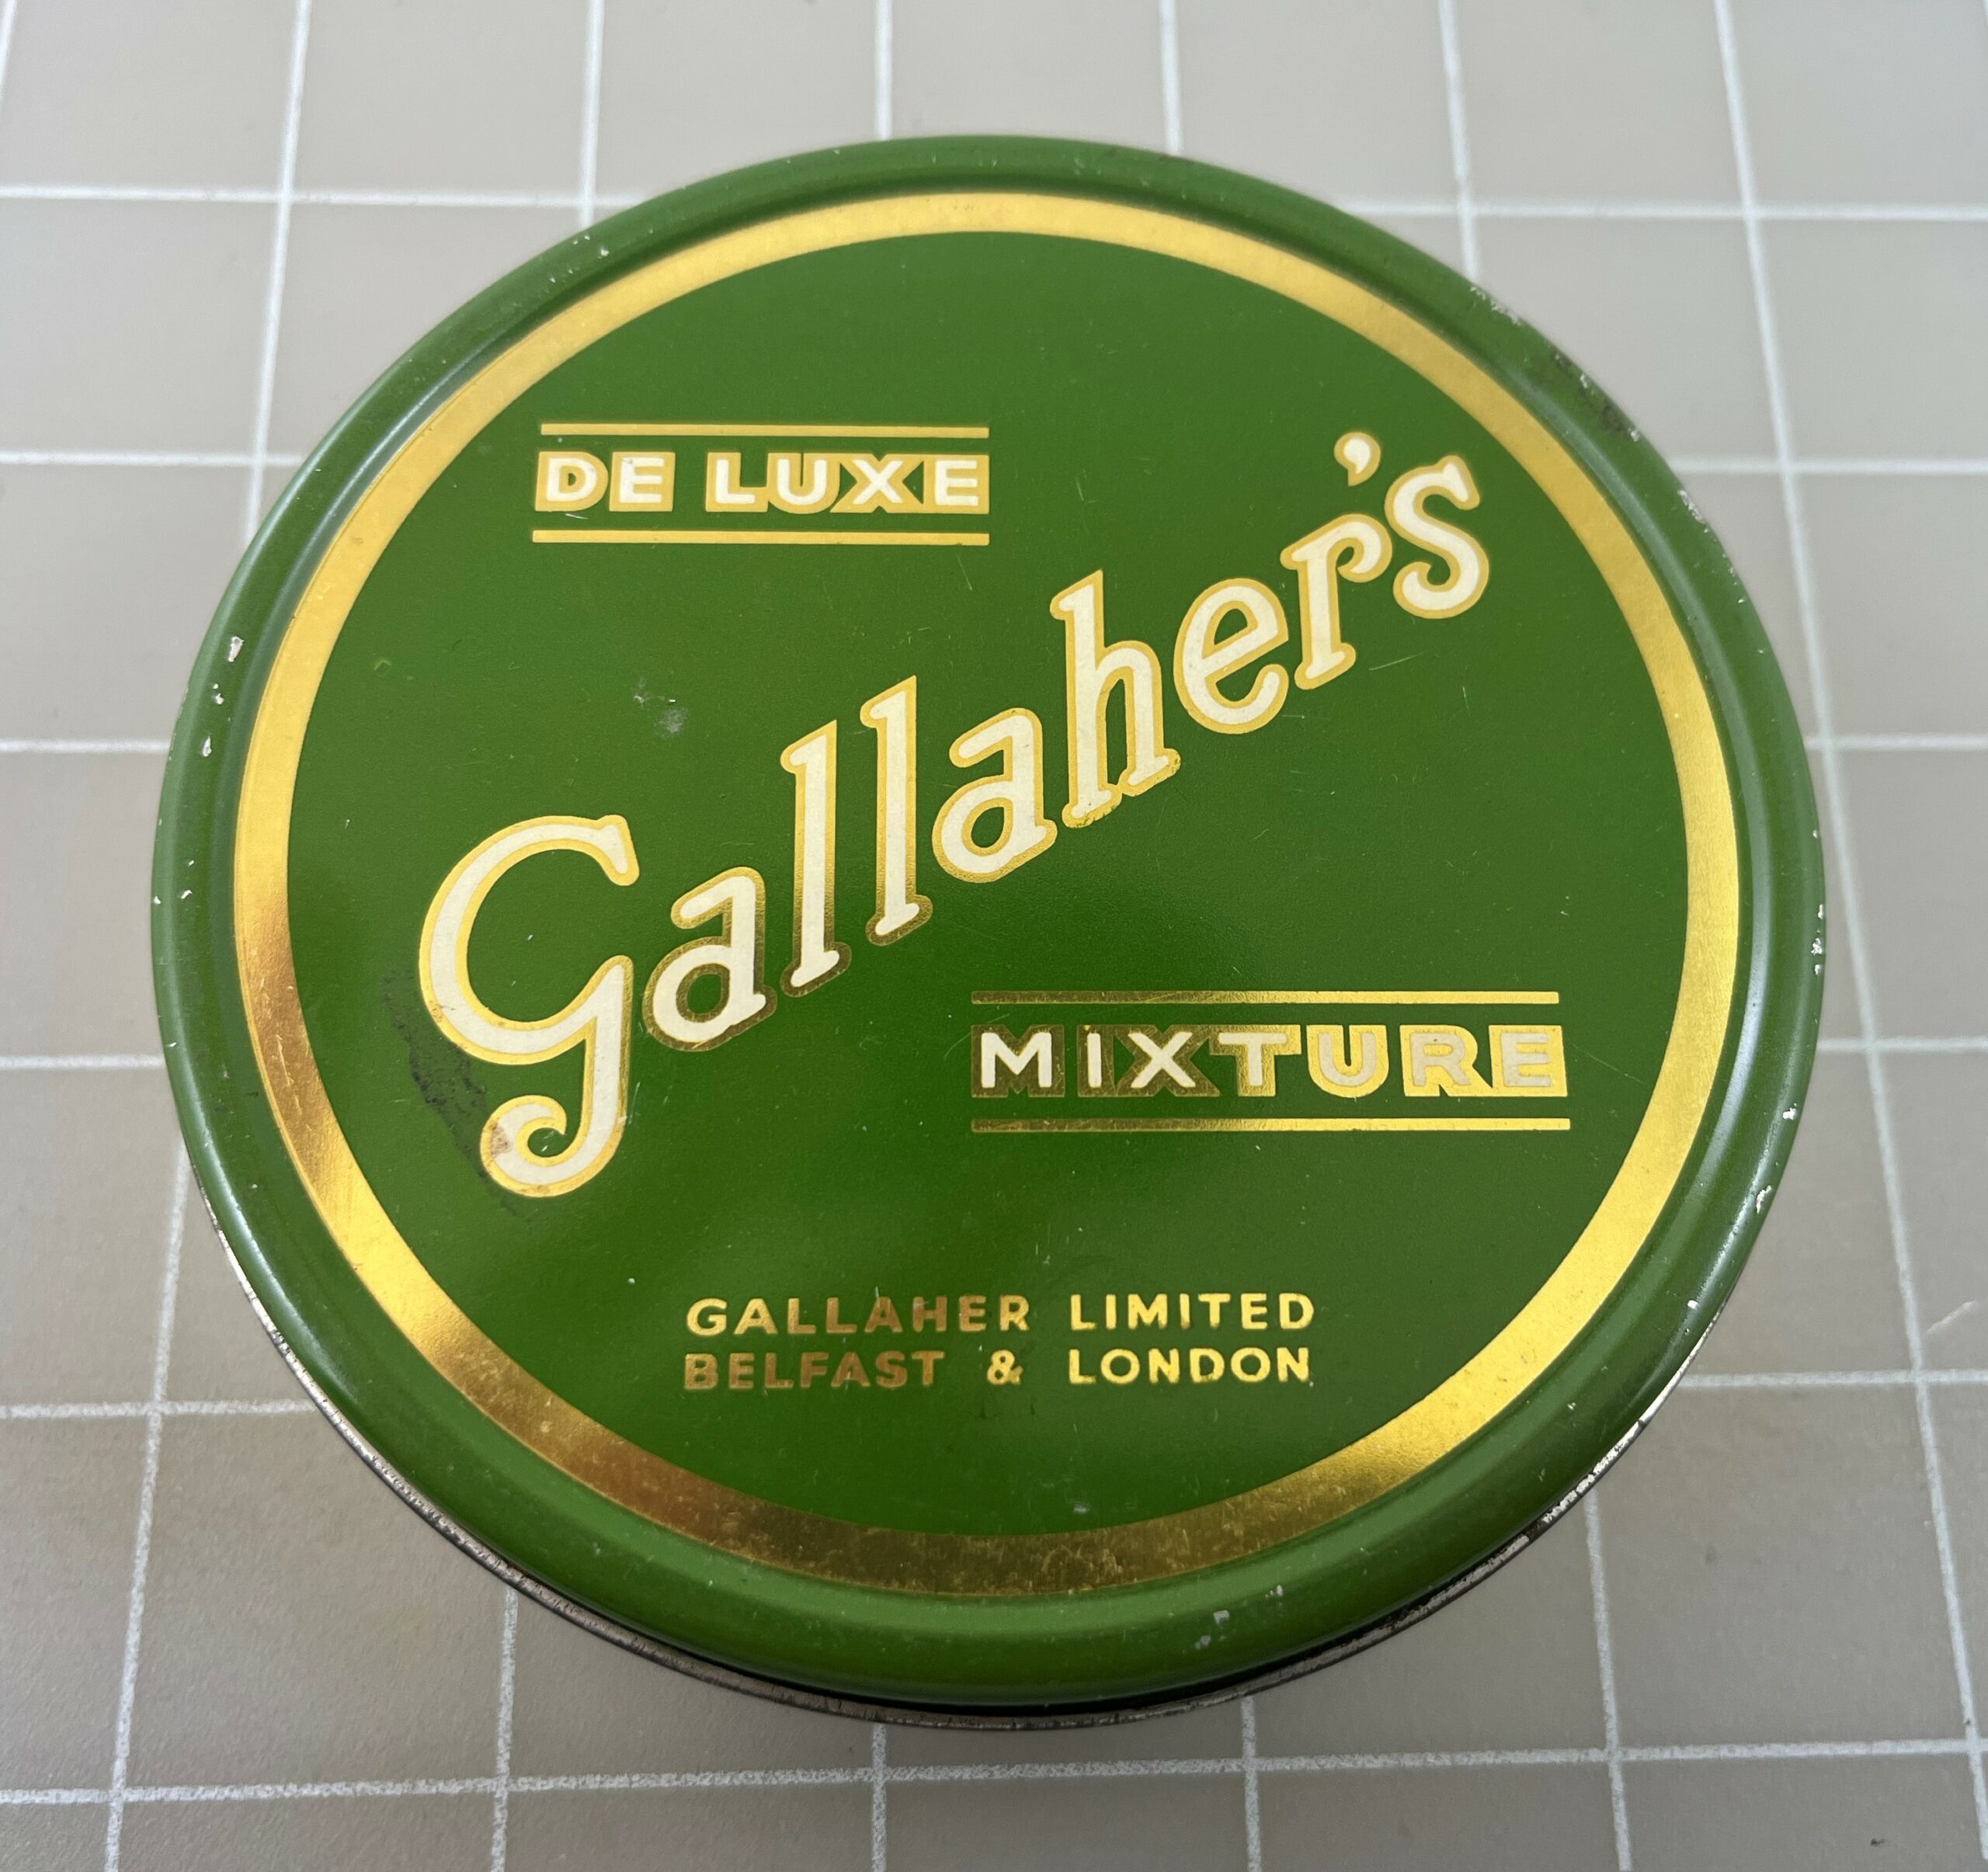 DE LUXE
Gallaher's
MIXTURE
GALLAHER LIMITED
BELFAST & LONDON